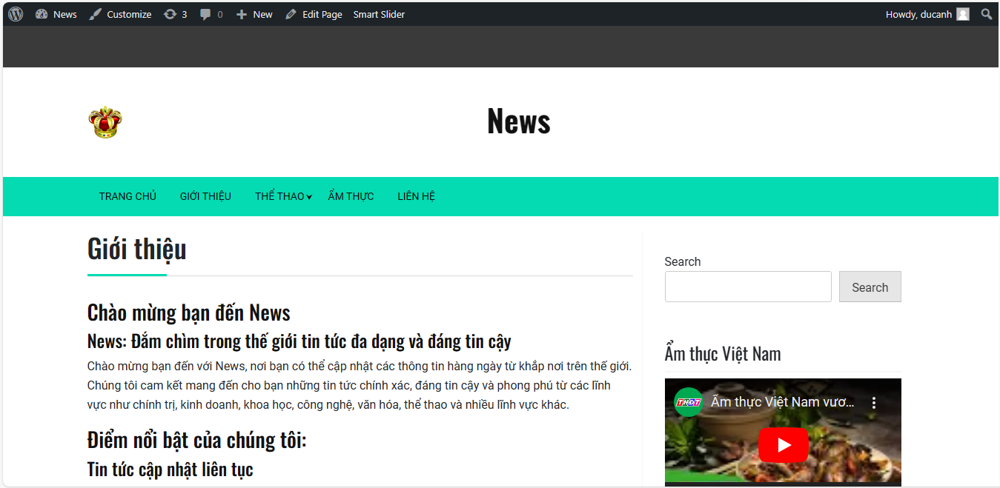 News Customize 3 0 New Edit Page Smart Slider Howdy, ducanh
News
TRANG CHỦ GIỚI THIỆU THỂ THAO ẨM THỰC LIÊN HỆ
Giới thiệu
Chào mừng bạn đến News
News: Đắm chìm trong thế giới tin tức đa dạng và đáng tin cậy
Chào mừng bạn đến với News, nơi bạn có thể cập nhật các thông tin hàng ngày từ khắp nơi trên thế giới.
Chúng tôi cam kết mang đến cho bạn những tin tức chính xác, đáng tin cậy và phong phú từ các lĩnh
vực như chính trị, kinh doanh, khoa học, công nghệ, văn hóa, thể thao và nhiều lĩnh vực khác.
Điểm nổi bật của chúng tôi:
Tin tức cập nhật liên tục
Search
Search
Ẩm thực Việt Nam
THĐT
Ẩm thực Việt Nam vươ...